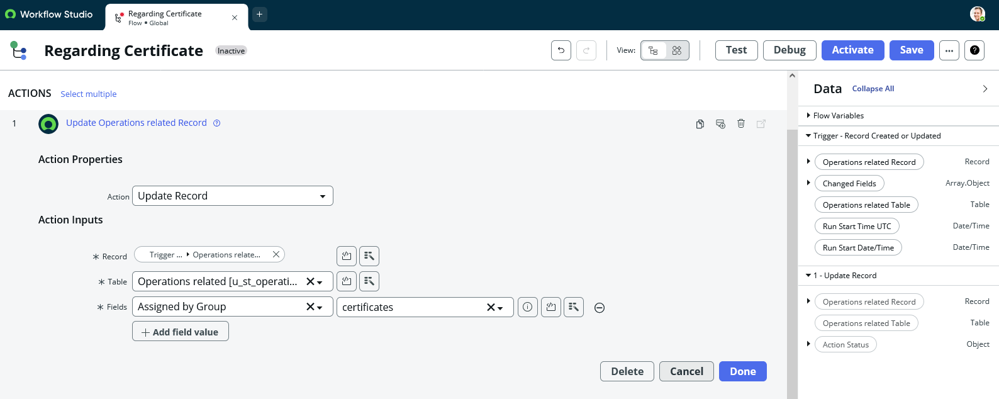 Workflow Studio
Regarding Certificate
Flow • Global
Regarding Certificate
Inactive
View:
Test
Debug
Activate
Save
...
ACTIONS
Select multiple
1
Update Operations related Record
Action Properties
Action
Update Record
Action Inputs
* Record
Trigger ...
Operations relate...
* Table
Operations related [u_st_operati...
* Fields
Assigned by Group
certificates
+ Add field value
Delete
Cancel
Done
Data
Collapse All
Flow Variables
Trigger - Record Created or Updated
Operations related Record
Record
Changed Fields
Array.Object
Operations related Table
Table
Run Start Time UTC
Date/Time
Run Start Date/Time
Date/Time
1 - Update Record
Operations related Record
Record
Operations related Table
Table
Action Status
Object